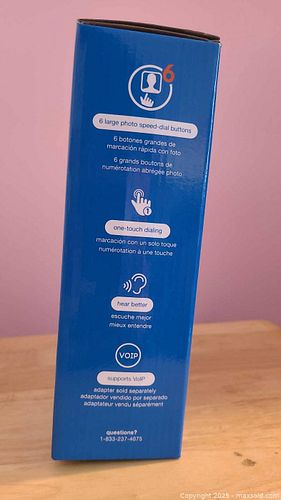 6
6 large photo speed-dial buttons
6 botones grandes de
marcación rápida con foto
6 grands boutons de
numérotation abrégée photo
1
one-touch dialing
marcación con un solo toque
numérotation à une touche
hear better
escuche mejor
mieux entendre
VOIP
supports VoIP
adapter sold separately
adaptador vendido por separado
adaptateur vendu séparément
questions?
1-833-237-4675
Copyright 2025 - maxsold.com